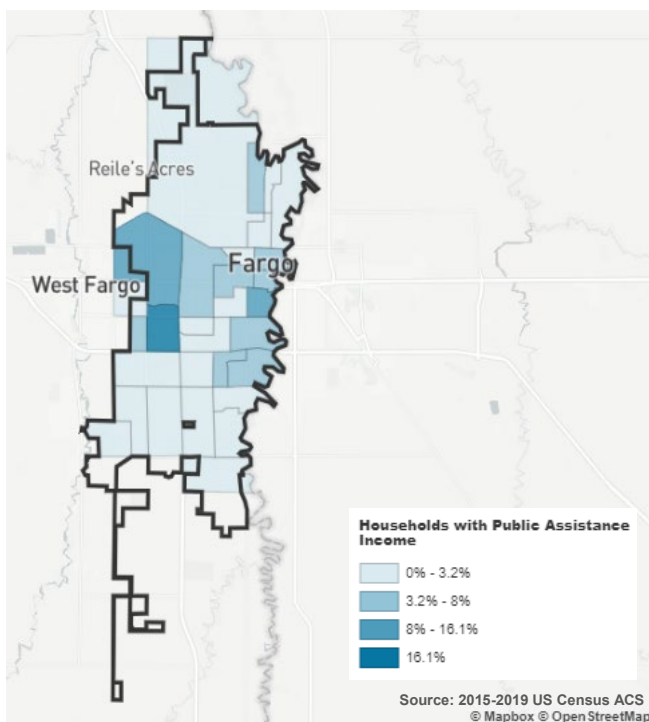 Reile's Acres
Fargo
West Fargo
Households with Public Assistance
Income
0% - 3.2%
3.2% - 8%
8% - 16.1%
16.1%
Source: 2015-2019 US Census ACS
© Mapbox © OpenStreetMap